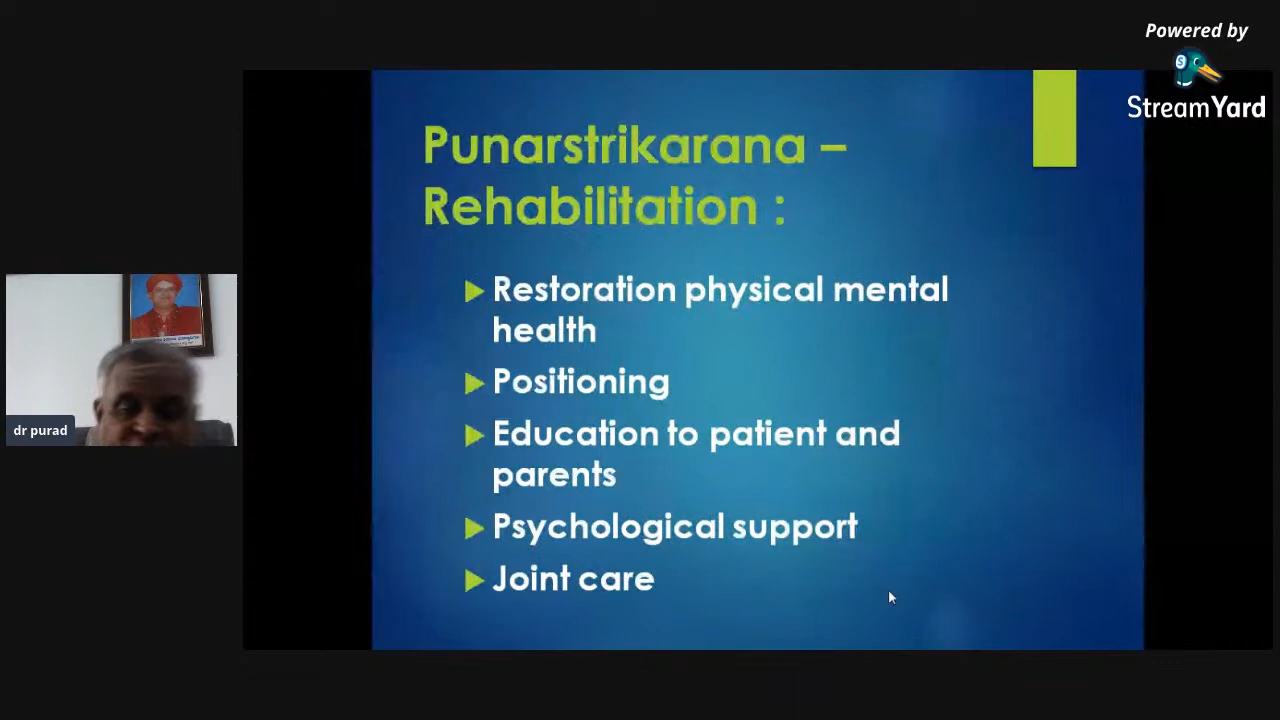 Powered by
StreamYard
Punarstrikarana –
Rehabilitation :
Restoration physical mental
health
Positioning
Education to patient and
parents
Psychological support
Joint care
dr purad